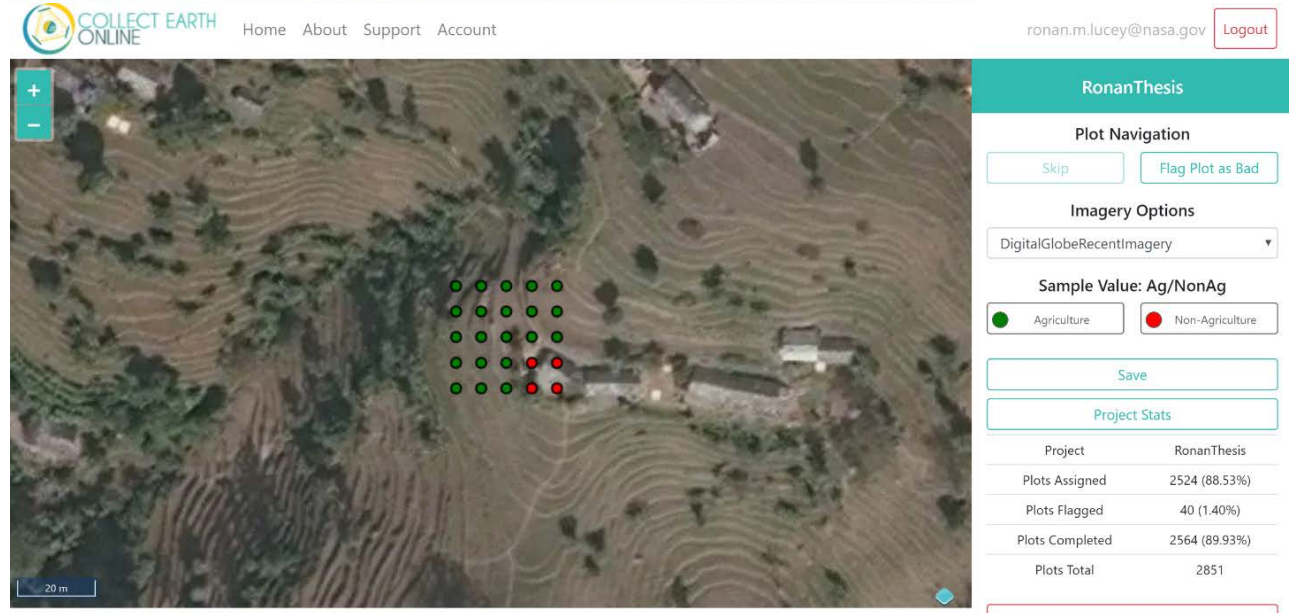 COLLECT EARTH
ONLINE
Home About Support Account
ronan.m.lucey@nasa.gov Logout
+
−
RonanThesis
Plot Navigation
Skip Flag Plot as Bad
Imagery Options
DigitalGlobeRecentImagery
Sample Value: Ag/NonAg
Agriculture Non-Agriculture
Save
Project Stats
Project RonanThesis
Plots Assigned 2524 (88.53%)
Plots Flagged 40 (1.40%)
Plots Completed 2564 (89.93%)
Plots Total 2851
20 m